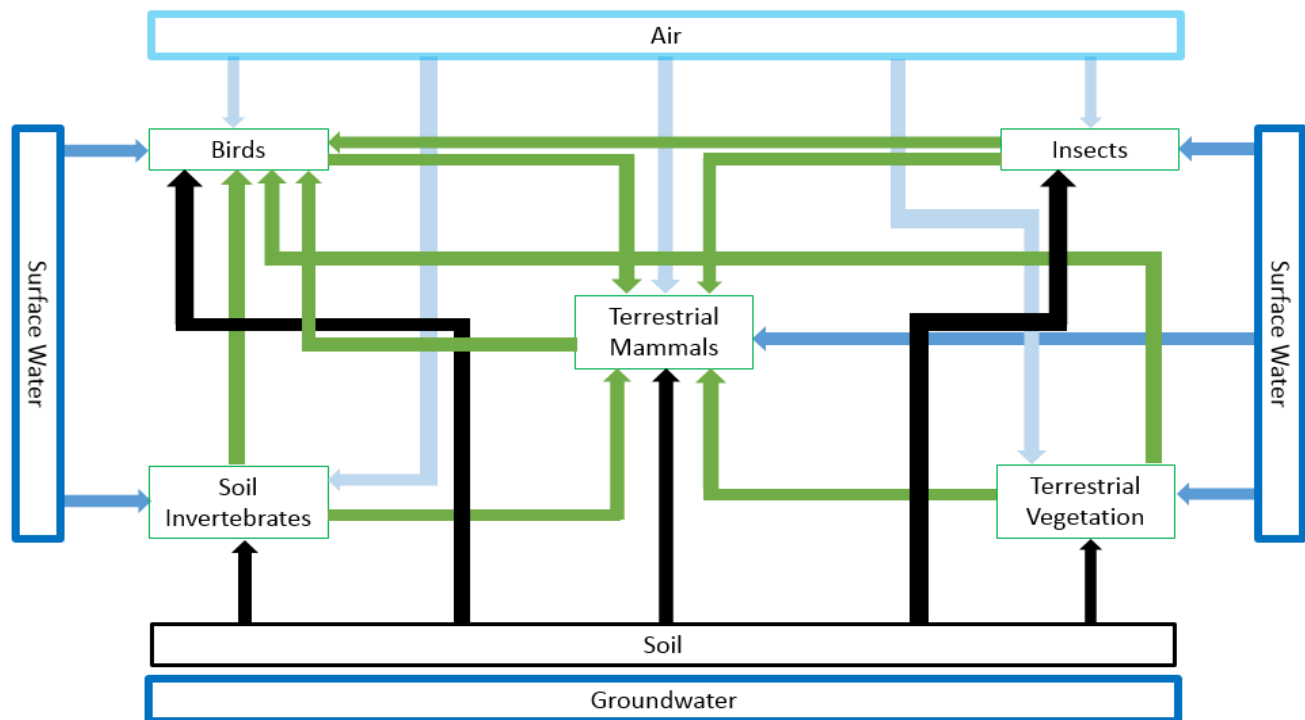 Air
Birds
Insects
Surface Water
Surface Water
Terrestrial
Mammals
Soil
Invertebrates
Terrestrial
Vegetation
Soil
Groundwater